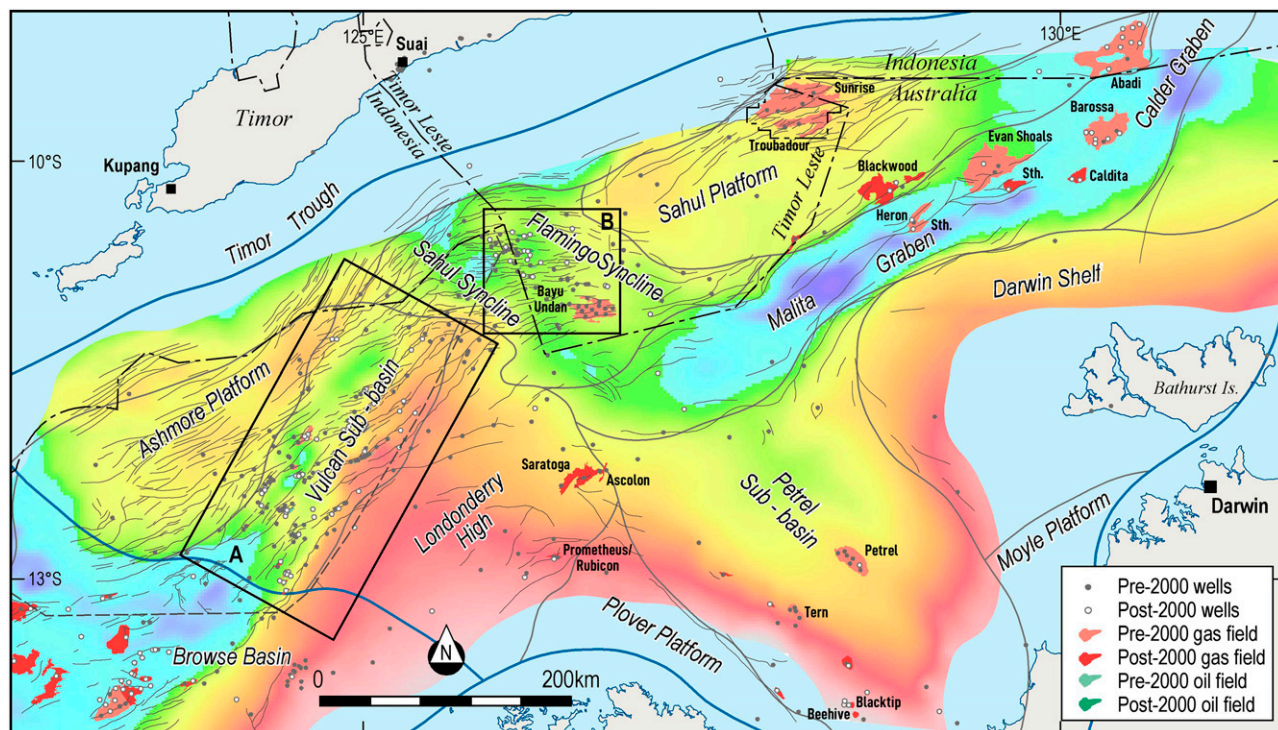 125°E
Suai
130°E
Timor Leste
Indonesia
Indonesia
Australia
Calder Graben
Abadi
Sunrise
Barossa
Timor
Troubadour
Evan Shoals
10°S
Kupang
Timor Trough
Sahul Platform
Timor Leste
Blackwood
Sth.
Caldita
Heron
Sth.
B
Flamingo Syncline
Sahul Syncline
Graben
Bayu
Undan
Malita
Darwin Shelf
Ashmore Platform
Vulcan Sub - basin
Bathurst Is.
Saratoga
Ascolon
Petrel
Sub - basin
Darwin
Londonderry
High
Moyle Platform
A
Prometheus/
Rubicon
Petrel
13°S
Tern
Plover Platform
Browse Basin
N
0
200km
Blacktip
Beehive
Pre-2000 wells
Post-2000 wells
Pre-2000 gas field
Post-2000 gas field
Pre-2000 oil field
Post-2000 oil field